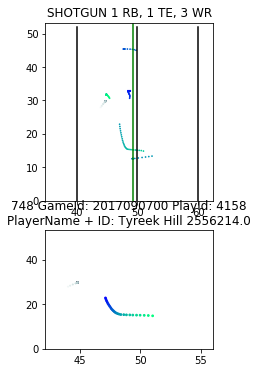 SHOTGUN 1 RB, 1 TE, 3 WR
50
40
30
20
10
0
40 50 60
748 GameId: 2017090700 PlayId: 4158
PlayerName + ID: Tyreek Hill 2556214.0
40
20
0
45 50 55